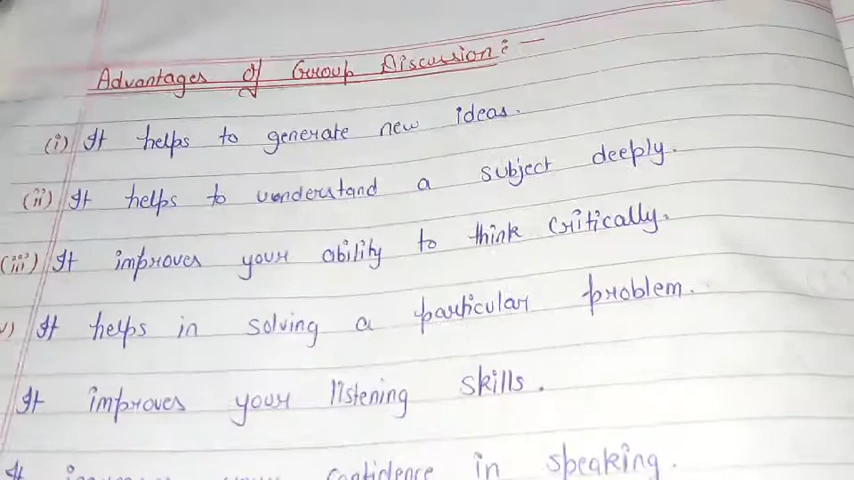 Advantages of Group Discussion :-
(i) It helps to generate new ideas.
(ii) It helps to understand a subject deeply.
(iii) It improves your ability to think critically.
v) It helps in solving a particular problem.
It improves your listening skills.
It your confidence in speaking.